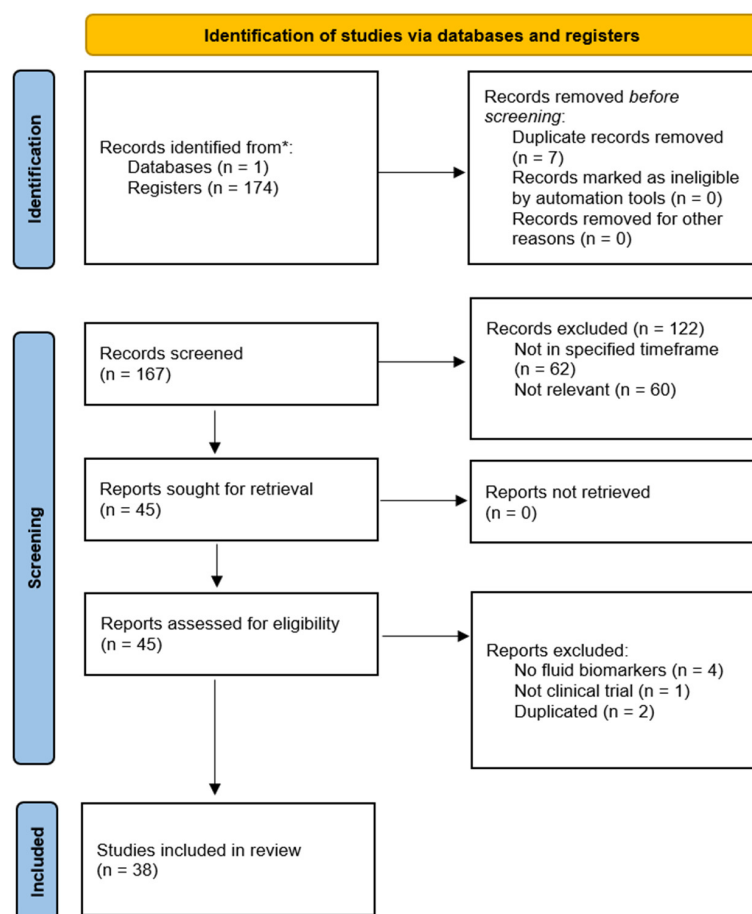 Identification of studies via databases and registers
Identification
Records identified from*:
Databases (n = 1)
Registers (n = 174)
Records removed before
screening:
Duplicate records removed
(n = 7)
Records marked as ineligible
by automation tools (n = 0)
Records removed for other
reasons (n = 0)
Screening
Records screened
(n = 167)
Records excluded (n = 122)
Not in specified timeframe
(n = 62)
Not relevant (n = 60)
Reports sought for retrieval
(n = 45)
Reports not retrieved
(n = 0)
Reports assessed for eligibility
(n = 45)
Reports excluded:
No fluid biomarkers (n = 4)
Not clinical trial (n = 1)
Duplicated (n = 2)
Included
Studies included in review
(n = 38)